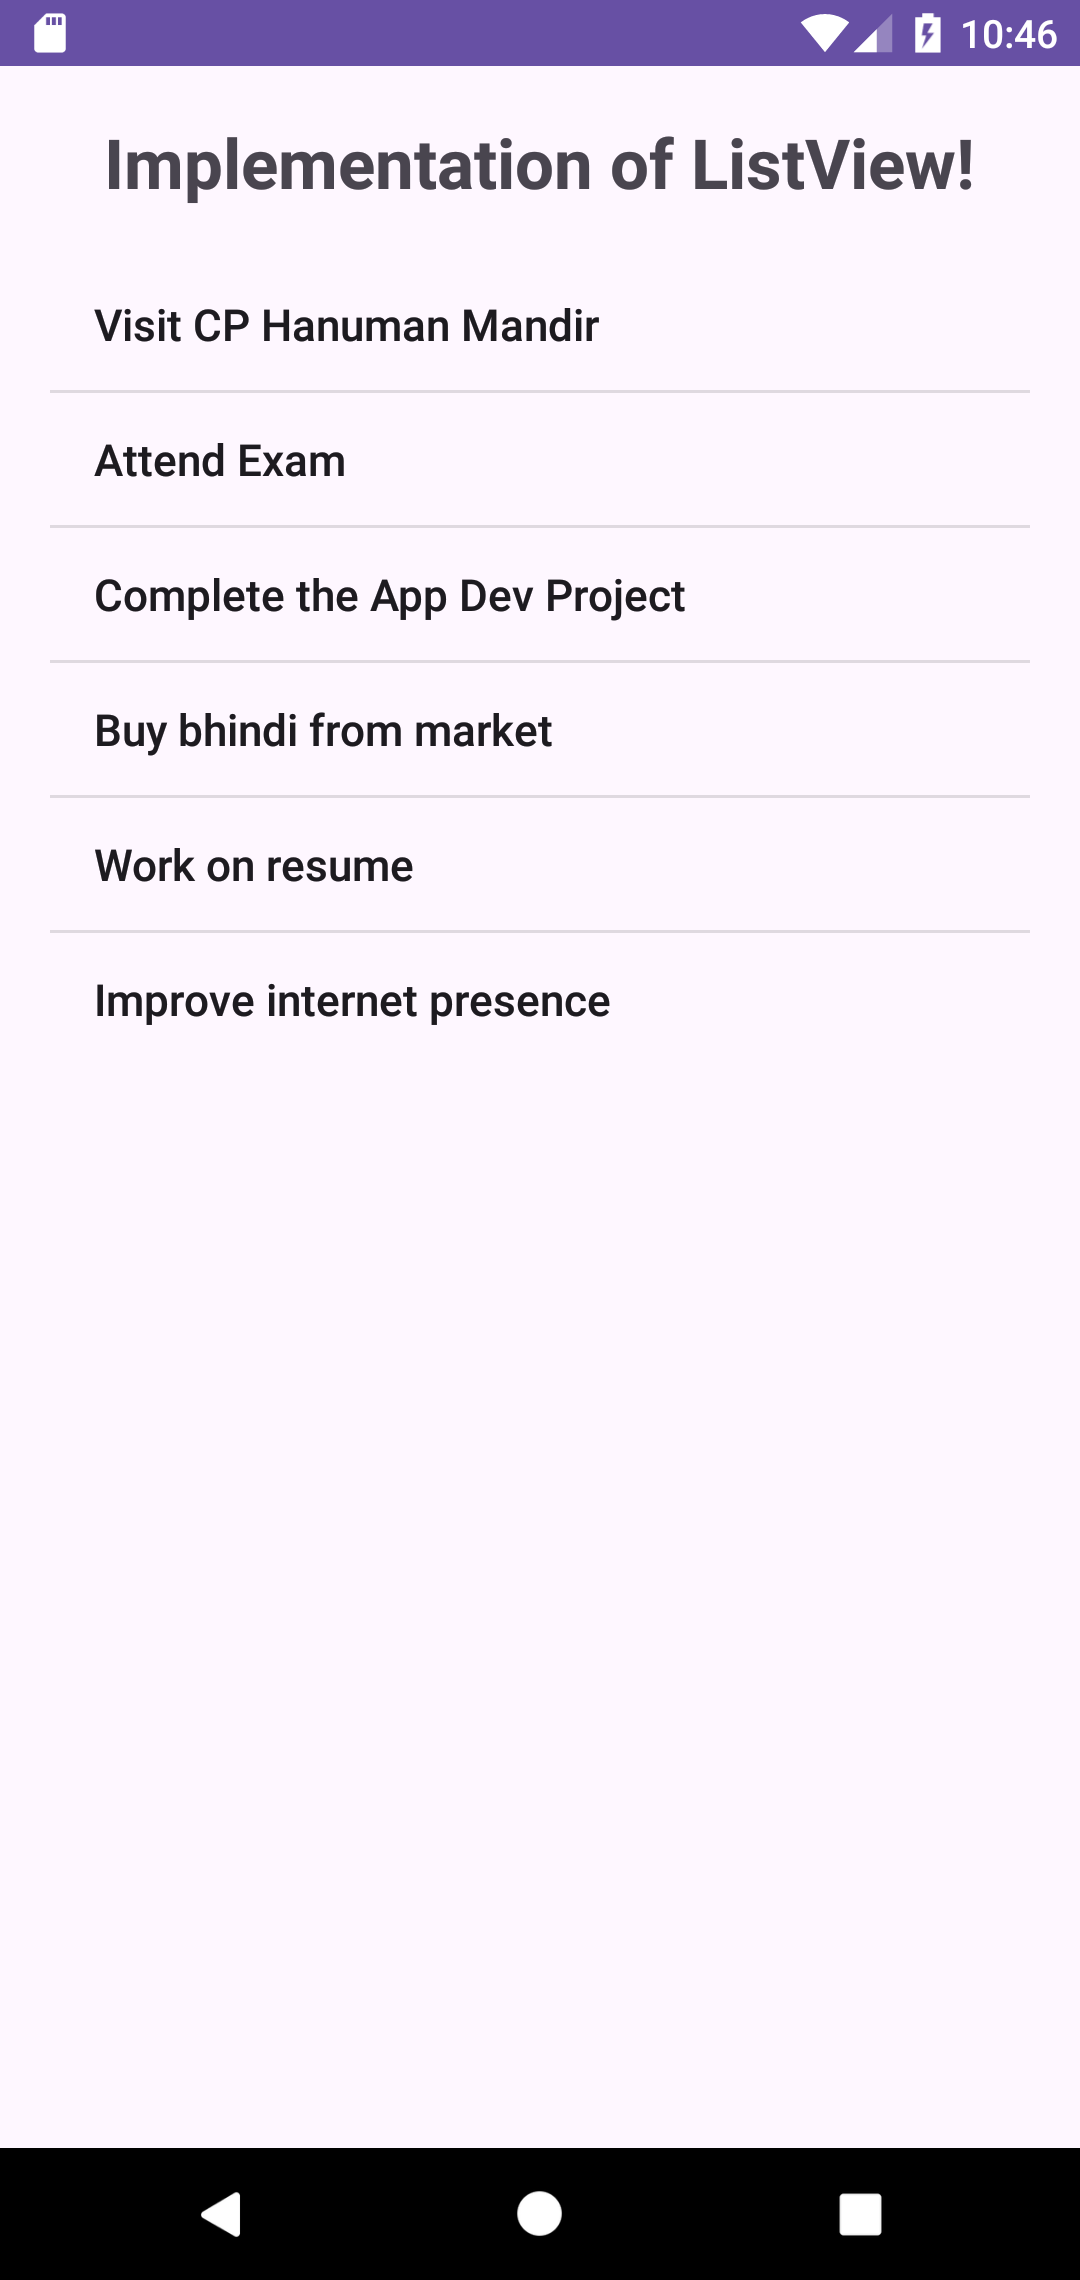 10:46
Implementation of ListView!
Visit CP Hanuman Mandir
Attend Exam
Complete the App Dev Project
Buy bhindi from market
Work on resume
Improve internet presence